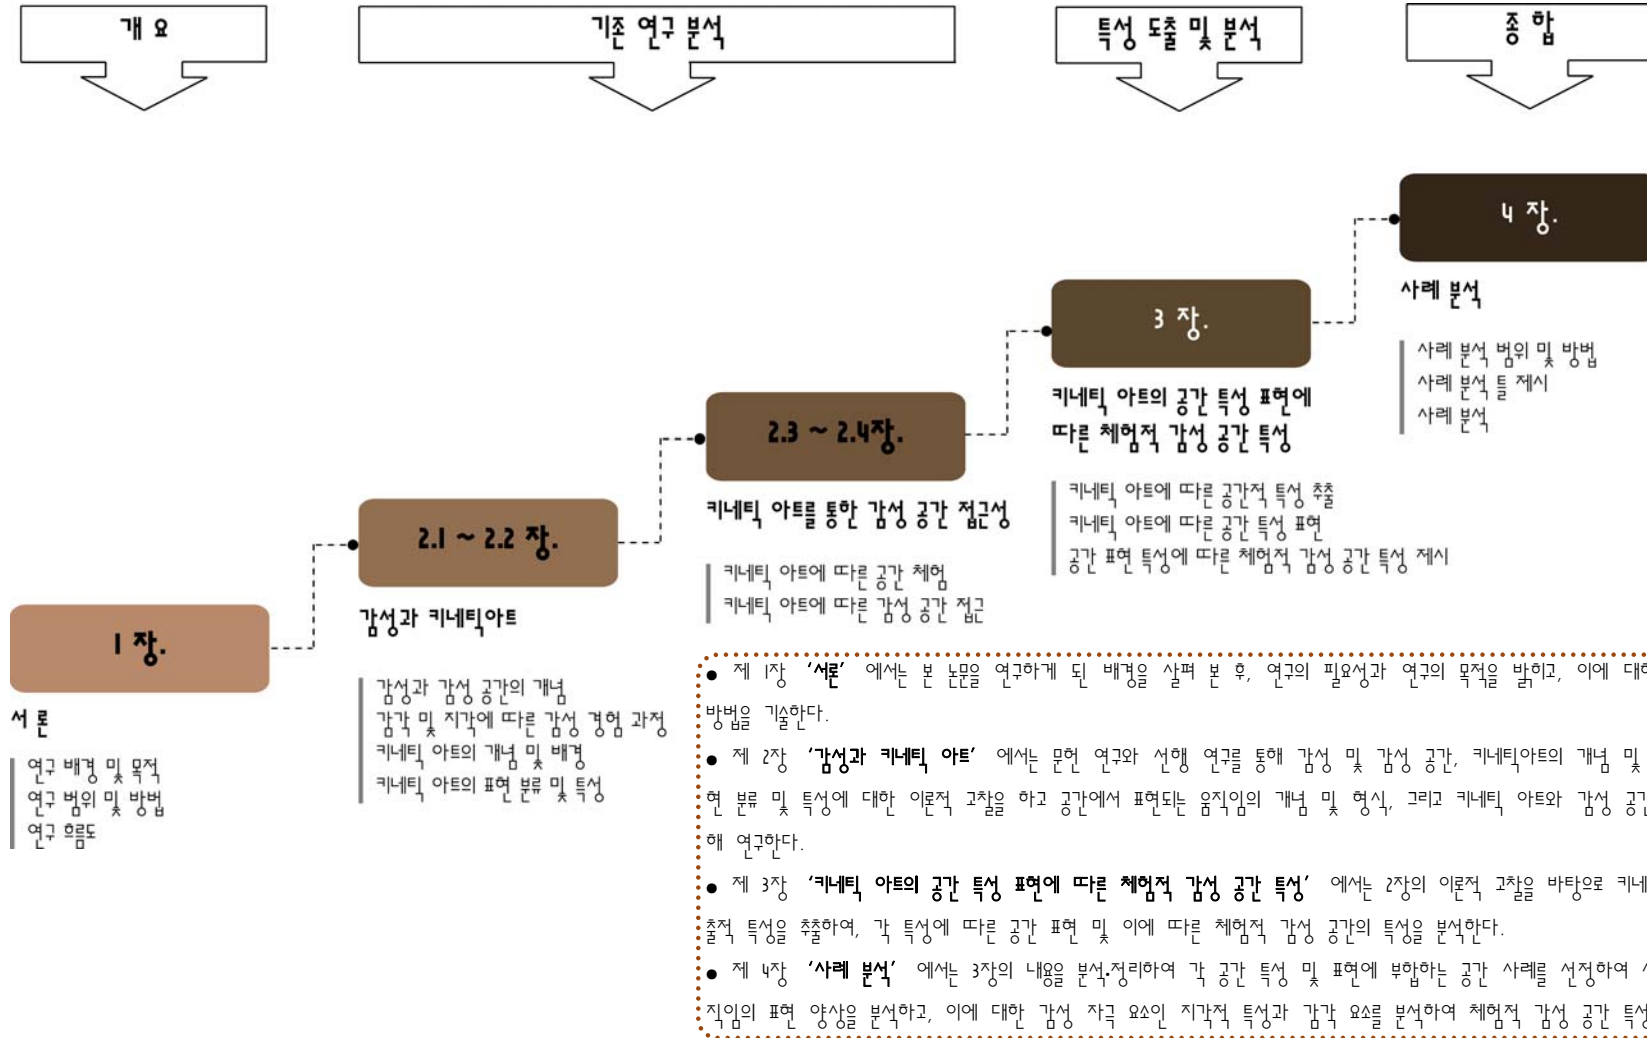 개 요
기존 연구 분석
특성 도출 및 분석
종 합
4 장.
사례 분석
사례 분석 범위 및 방법
사례 분석 틀 제시
사례 분석
3 장.
키네틱 아트의 공간 특성 표현에
따른 체험적 감성 공간 특성
키네틱 아트에 따른 공간적 특성 추출
키네틱 아트에 따른 공간 특성 표현
공간 표현 특성에 따른 체험적 감성 공간 특성 제시
2.3 ~ 2.4장.
키네틱 아트를 통한 감성 공간 접근성
키네틱 아트에 따른 공간 체험
키네틱 아트에 따른 감성 공간 접근
2.1 ~ 2.2 장.
감성과 키네틱아트
감성과 감성 공간의 개념
감각 및 지각에 따른 감성 경험 과정
키네틱 아트의 개념 및 배경
키네틱 아트의 표현 분류 및 특성
1 장.
서 론
연구 배경 및 목적
연구 범위 및 방법
연구 흐름도
● 제 1장 '서론' 에서는 본 논문을 연구하게 된 배경을 살펴 본 후, 연구의 필요성과 연구의 목적을 밝히고, 이에 대한
방법을 기술한다.
● 제 2장 '감성과 키네틱 아트' 에서는 문헌 연구와 선행 연구를 통해 감성 및 감성 공간, 키네틱아트의 개념 및
현 분류 및 특성에 대한 이론적 고찰을 하고 공간에서 표현되는 움직임의 개념 및 형식, 그리고 키네틱 아트와 감성 공간
해 연구한다.
● 제 3장 '키네틱 아트의 공간 특성 표현에 따른 체험적 감성 공간 특성' 에서는 2장의 이론적 고찰을 바탕으로 키네
출적 특성을 추출하여, 각 특성에 따른 공간 표현 및 이에 따른 체험적 감성 공간의 특성을 분석한다.
● 제 4장 '사례 분석' 에서는 3장의 내용을 분석•정리하여 각 공간 특성 및 표현에 부합하는 공간 사례를 선정하여
직임의 표현 양상을 분석하고, 이에 대한 감성 자극 요소인 지각적 특성과 감각 요소를 분석하여 체험적 감성 공간 특성